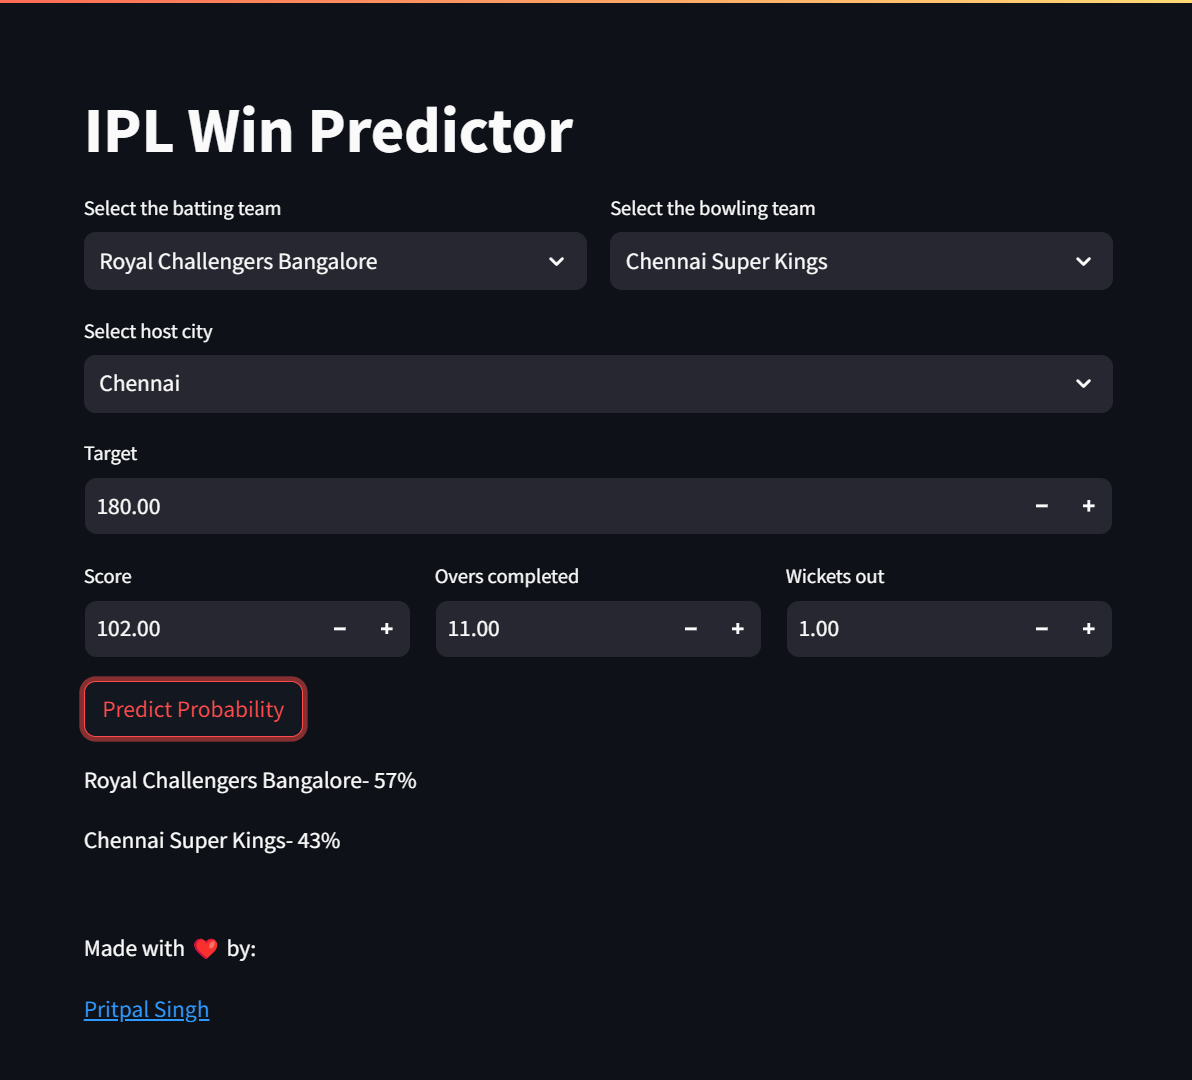 IPL Win Predictor
Select the batting team
Select the bowling team
Royal Challengers Bangalore
Chennai Super Kings
Select host city
Chennai
Target
180.00
Score
Overs completed
Wickets out
102.00
11.00
1.00
Predict Probability
Royal Challengers Bangalore- 57%
Chennai Super Kings- 43%
Made with ❤️ by:
Pritpal Singh